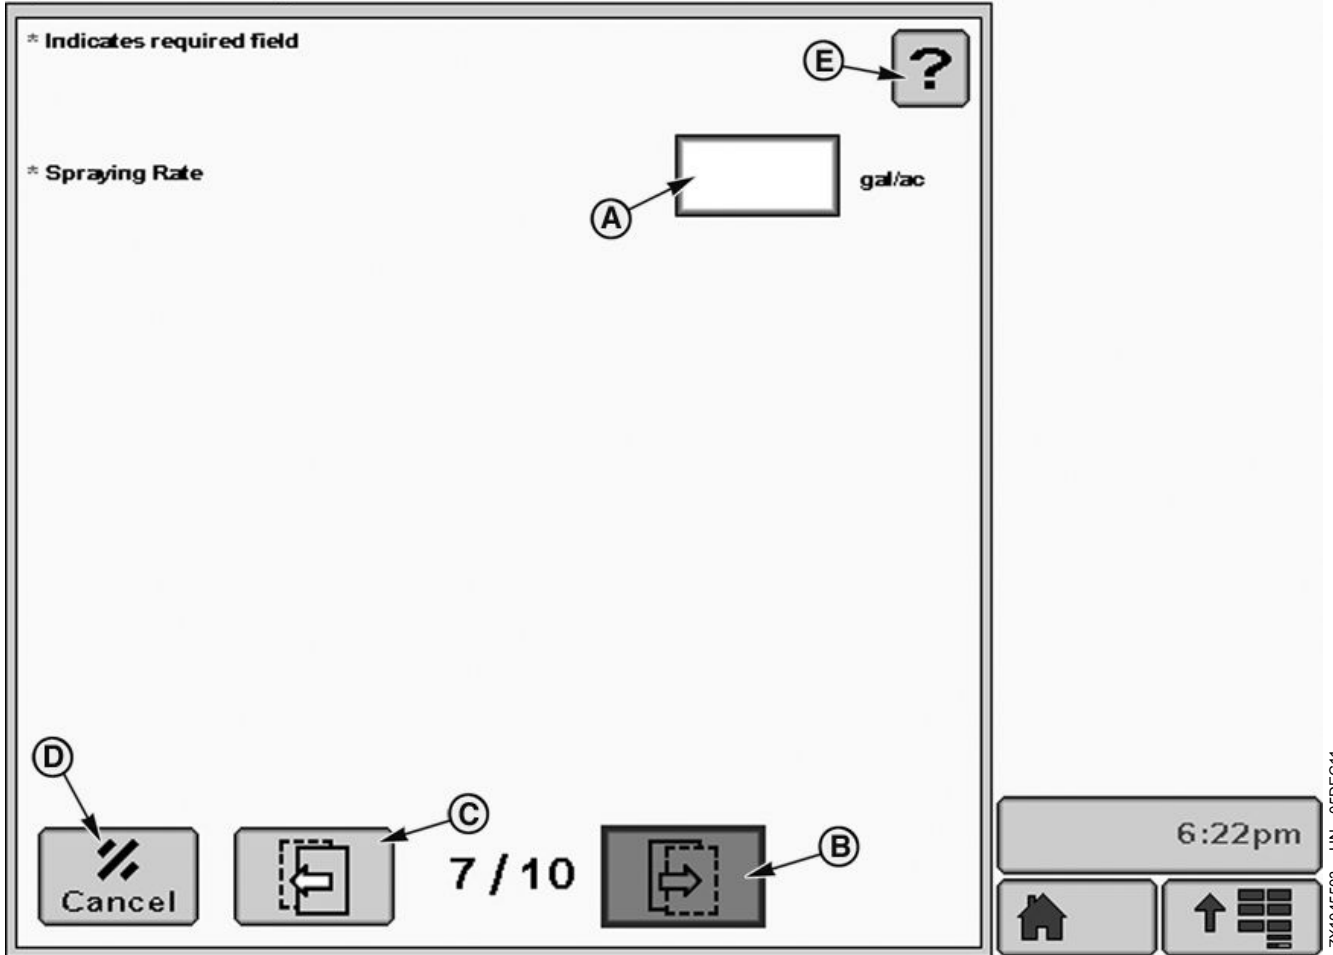 * Indicates required field
E
?
* Spraying Rate
gal/ac
A
D
C
B
7 / 10
Cancel
6:22pm